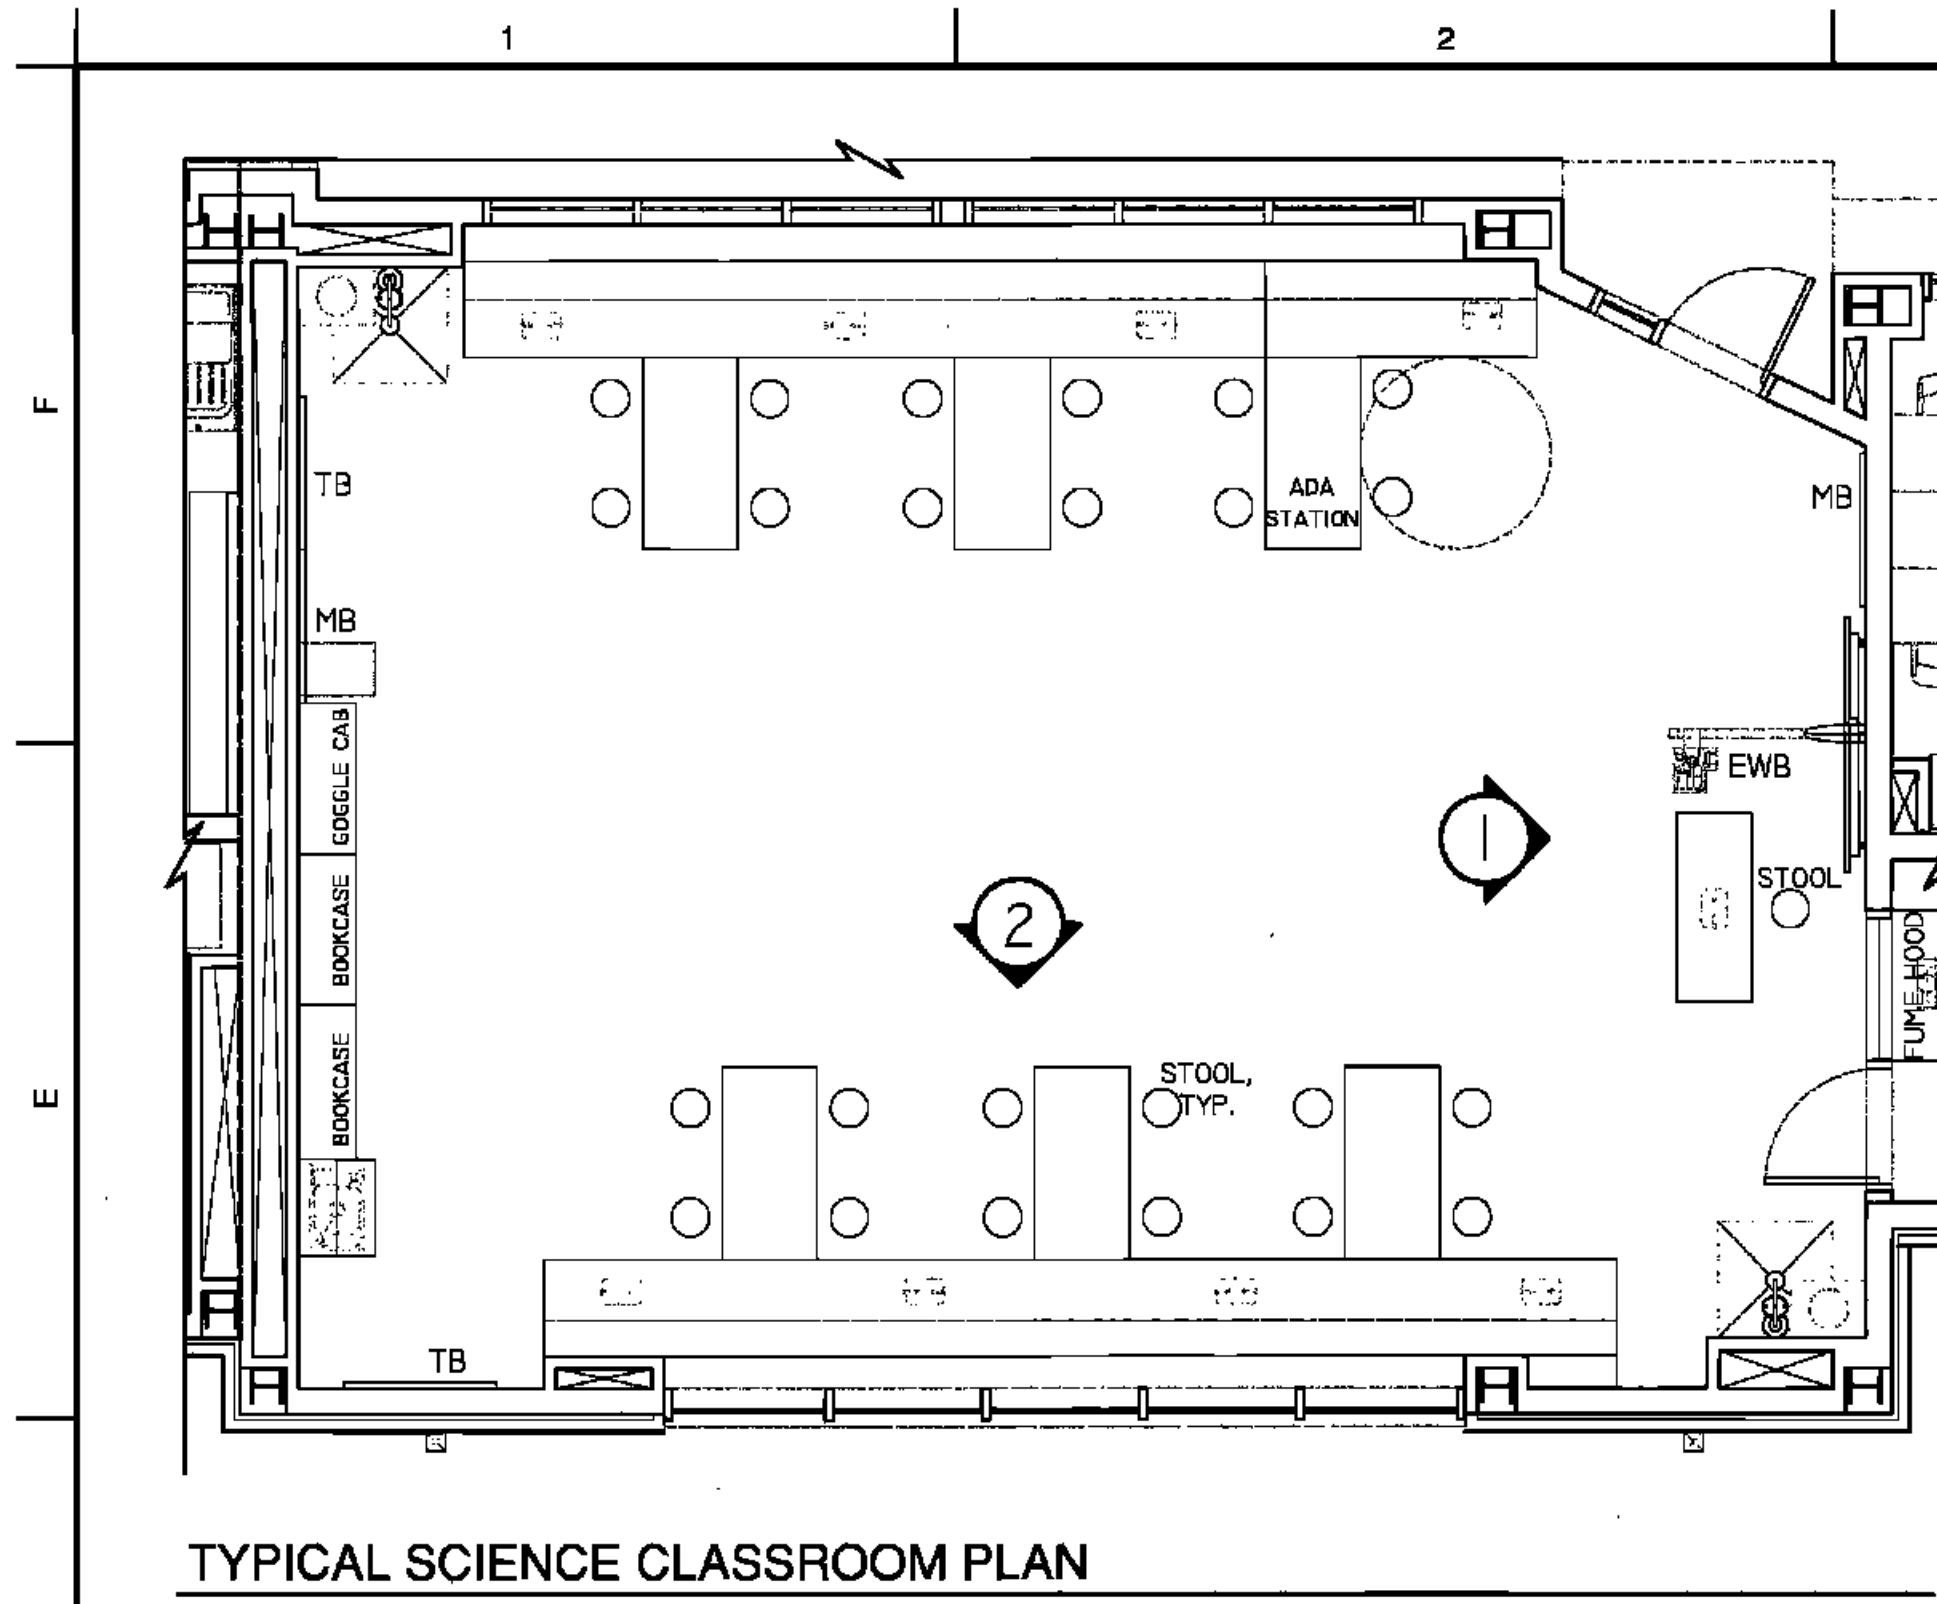 1
2
F
E
TB
ADA
STATION
MB
MB
GOGGLE CAB
EWB
1
STOOL
BOOKCASE
2
FUME HOOD
BOOKCASE
STOOL,
TYP.
TB
TYPICAL SCIENCE CLASSROOM PLAN